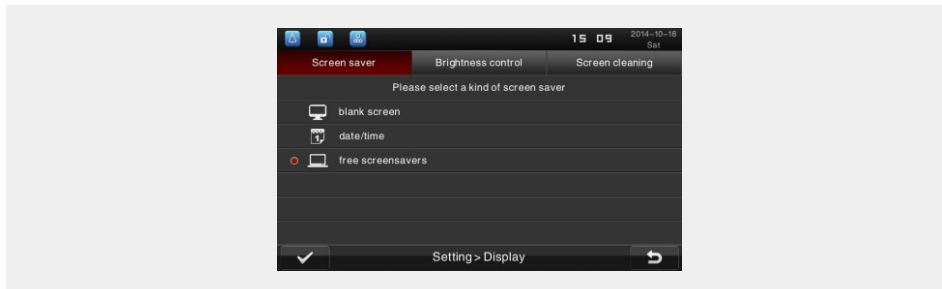 15 09 2014-10-18
Sat
Screen saver Brightness control Screen cleaning
Please select a kind of screen saver
blank screen
1 date/time
free screensavers
Setting > Display